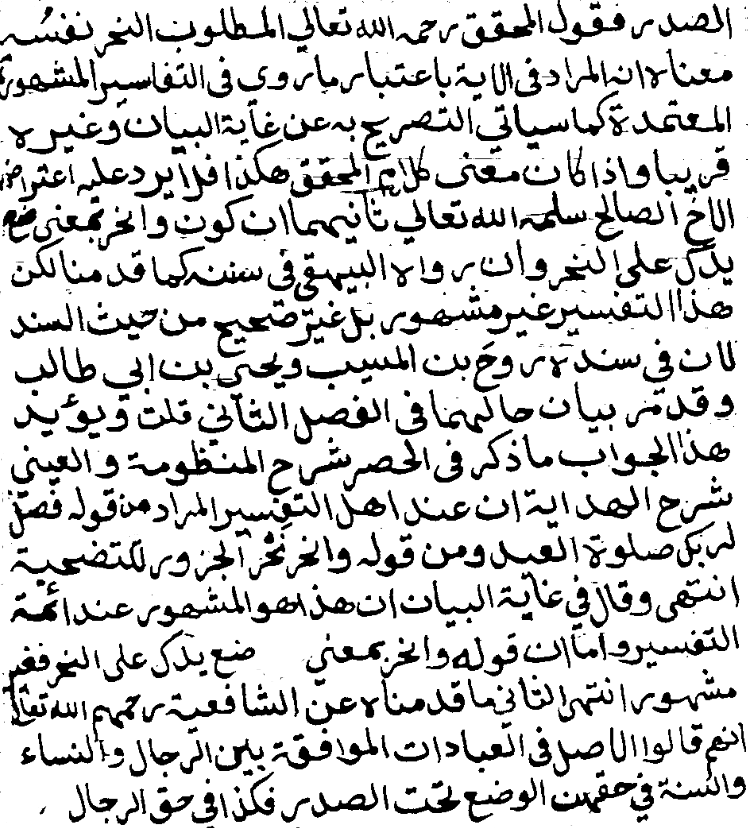 الصدر فقول المحقق رحمه الله تعالي المطلوب النحر نفسه
معناه انه المراد في الاية باعتبار ما روى في التفاسير المشهورة
المعتمدة كما سياتي التصريح به عن غاية البيان وغيره
قريبا واذا كان معنى كلام المحقق هكذا فلا يرد عليه اعتراض
الاخ الصالح سلمه الله تعالي ثانيهما ان كون وانحر بمعنى ضع
يدك على النحر وان رواه البيهقي في سننه كما قدمنا لكن
هذا التفسير غير مشهور بل غير صحيح من حيث السند
لان في سنده روح بن المسيب ويحيى بن ابي طالب
وقد مر بيان حالهما في الفصل الثاني قلت ويؤيد
هذا الجواب ما ذكر في الحصر شرح المنظومة والعيني
شرح الهداية ان عند اهل التفسير المراد من قوله فصل
لربك صلوة العيد ومن قوله وانحر نحر الجزور للتضحية
انتهى وقال في غاية البيان ان هذا هو المشهور عند ائمة
التفسير واما ان قوله وانحر بمعنى ضع يدك على النحر فغير
مشهور انتهى الثاني ما قدمناه عن الشافعية رحمهم الله تعالى
انهم قالوا الاصل في العبادات الموافقة بين الرجال والنساء
والسنة في حقهن الوضع تحت الصدر فكذا في حق الرجال